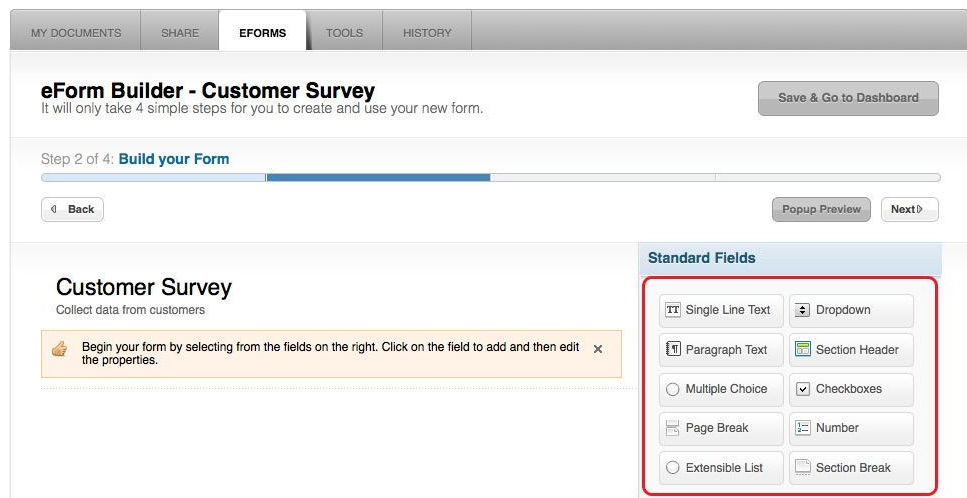 MY DOCUMENTS SHARE EFORMS TOOLS HISTORY
eForm Builder - Customer Survey
It will only take 4 simple steps for you to create and use your new form.
Save & Go to Dashboard
Step 2 of 4: Build your Form
Back
Popup Preview
Next
Customer Survey
Collect data from customers
Begin your form by selecting from the fields on the right. Click on the field to add and then edit
the properties.
Standard Fields
Single Line Text Dropdown
Paragraph Text Section Header
Multiple Choice Checkboxes
Page Break Number
Extensible List Section Break